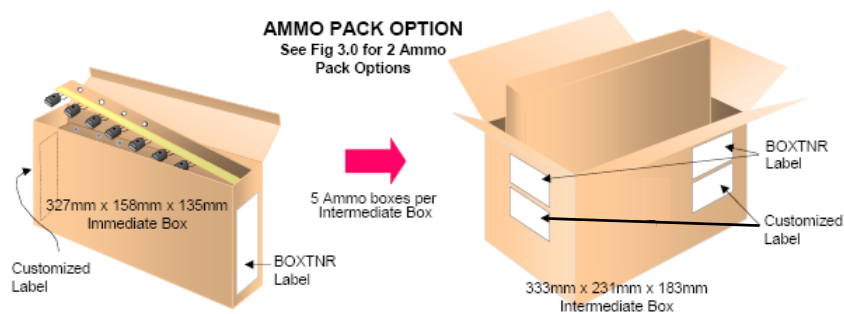 AMMO PACK OPTION
See Fig 3.0 for 2 Ammo
Pack Options
327mm x 158mm x 135mm
Immediate Box
Customized
Label
BOXTNR
Label
5 Ammo boxes per
Intermediate Box
BOXTNR
Label
Customized
Label
333mm x 231mm x 183mm
Intermediate Box